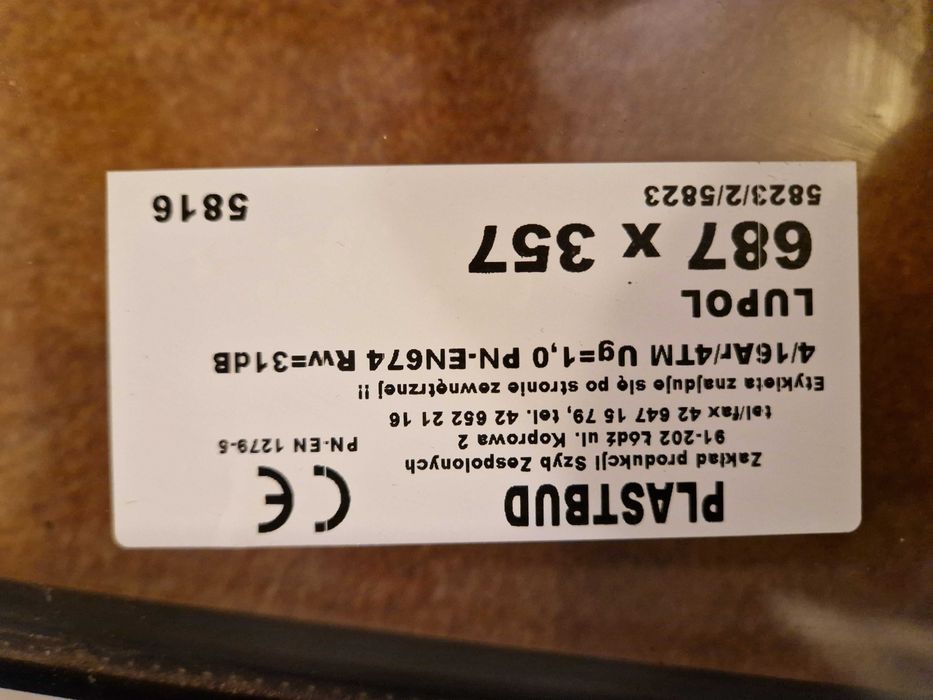 PLASTBUD
Zakład produkcji Szyb Zespolonych
91-202 Łódź ul. Koprowa 2
tel/fax 42 647 15 79, tel. 42 652 21 16
CE
PN-EN 1279-5
Etykieta znajduje się po stronie zewnętrznej !!
4/16Ar/4TM Ug=1,0 PN-EN674 Rw=31dB
LUPOL
687 x 357
5823/2/5823
5816